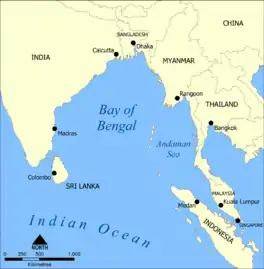 CHINA
BANGLADESH
INDIA
Dhaka
Calcutta
MYANMAR
Rangoon
THAILAND
Bay of
Bengal
Madras
Bangkok
Andaman
Sea
Colombo
SRI LANKA
MALAYSIA
Medan
Kuala Lumpur
SINGAPORE
INDONESIA
Indian Ocean
NORTH
0
500
1,000
Kilometres